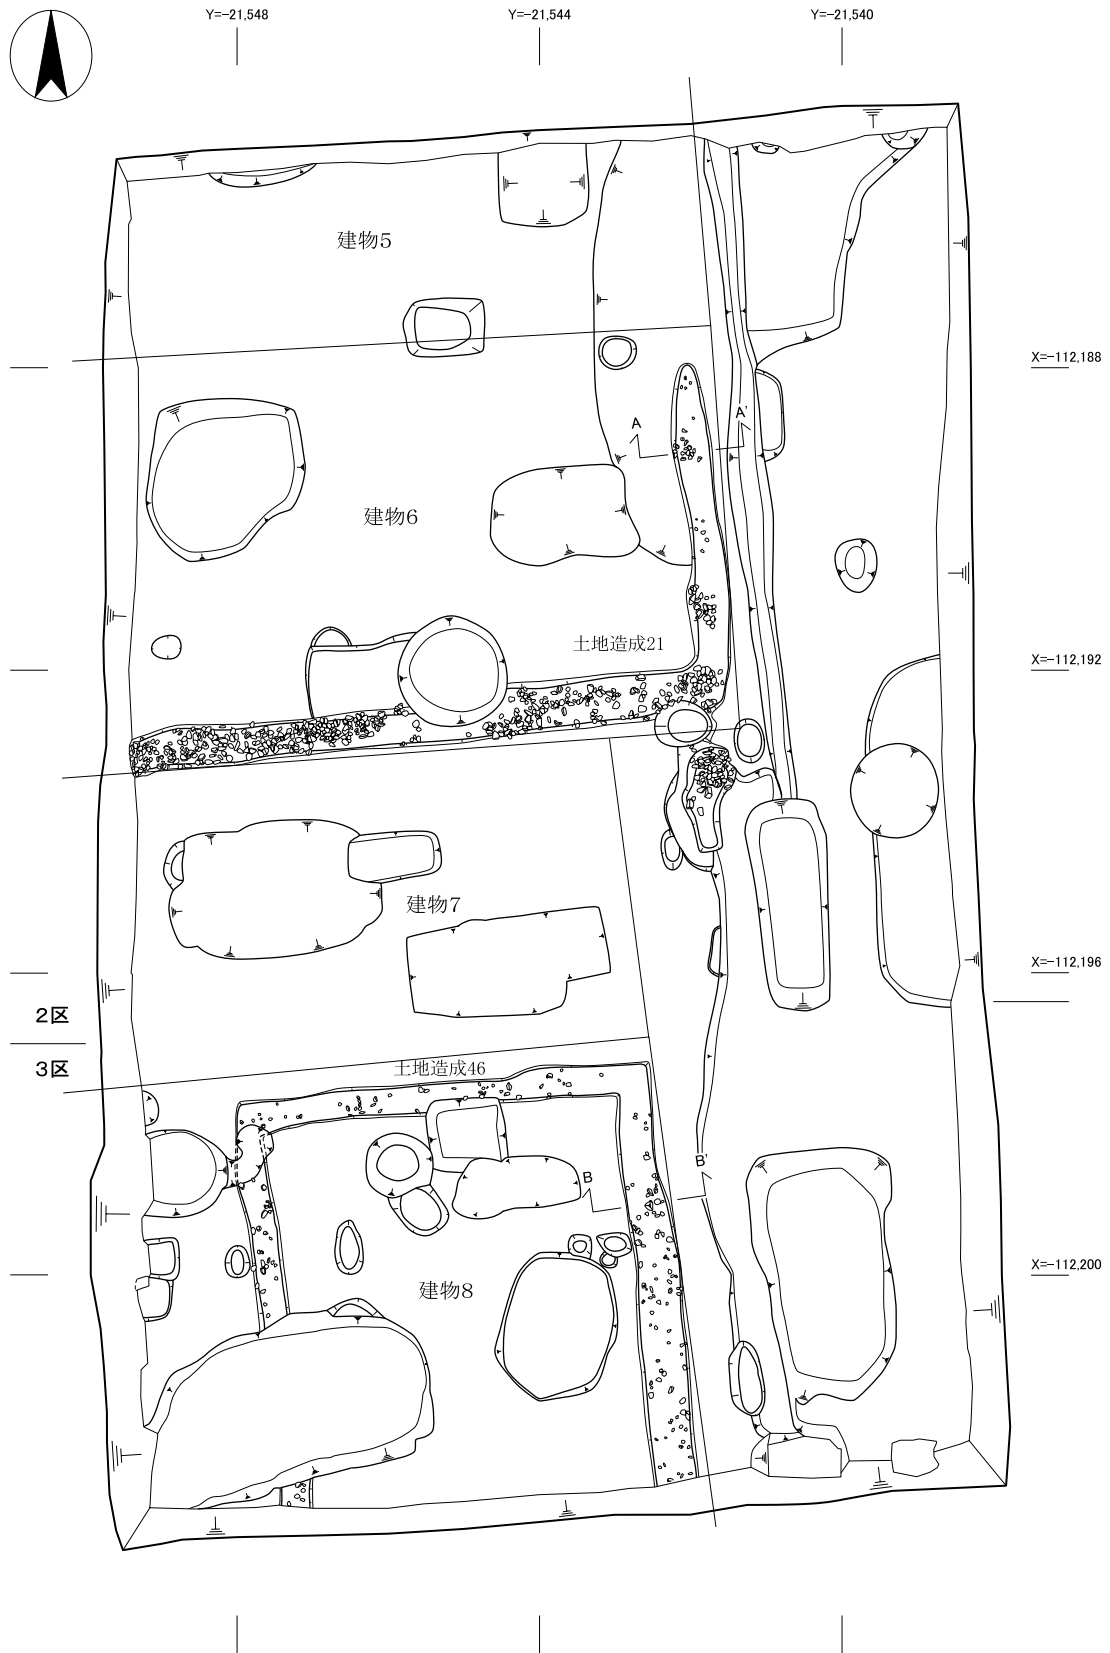 Y=-21,548
Y=-21,544
Y=-21,540
建物5
X=-112,188
A
A'
建物6
土地造成21
X=-112,192
建物7
X=-112,196
2区
3区
土地造成46
B
B'
建物8
X=-112,200